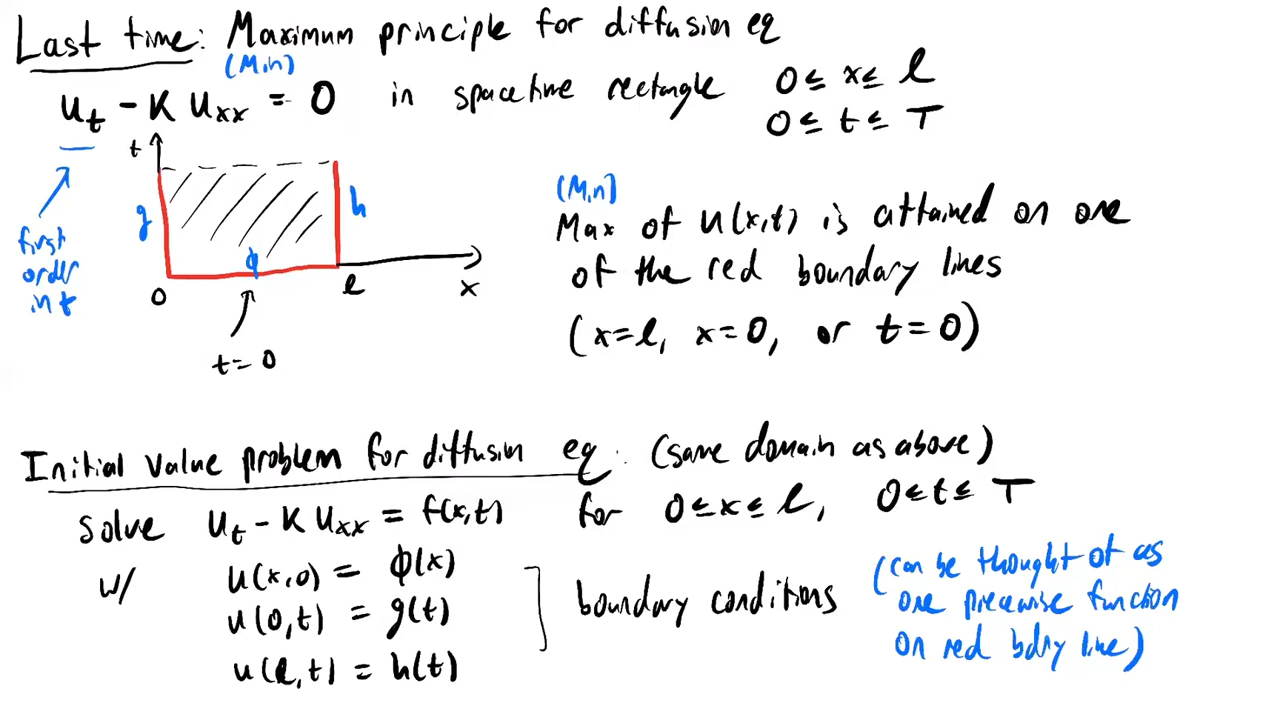 Last time: Maximum principle for diffusion eq
(Min)
u_t - K u_xx = 0 in spacetime rectangle 0 ≤ x ≤ l
0 ≤ t ≤ T
t
g
h
ϕ
first
order
in t
0
l
x
t = 0
(Min)
Max of u(x,t) is attained on one
of the red boundary lines
(x=l, x=0, or t=0)
Initial value problem for diffusion eq. (same domain as above)
solve u_t - K u_xx = f(x,t) for 0≤x≤l, 0≤t≤T
w/ u(x,0) = ϕ(x)
u(0,t) = g(t)
u(l,t) = h(t)
boundary conditions
(can be thought of as
one piecewise function
on red bdry line)